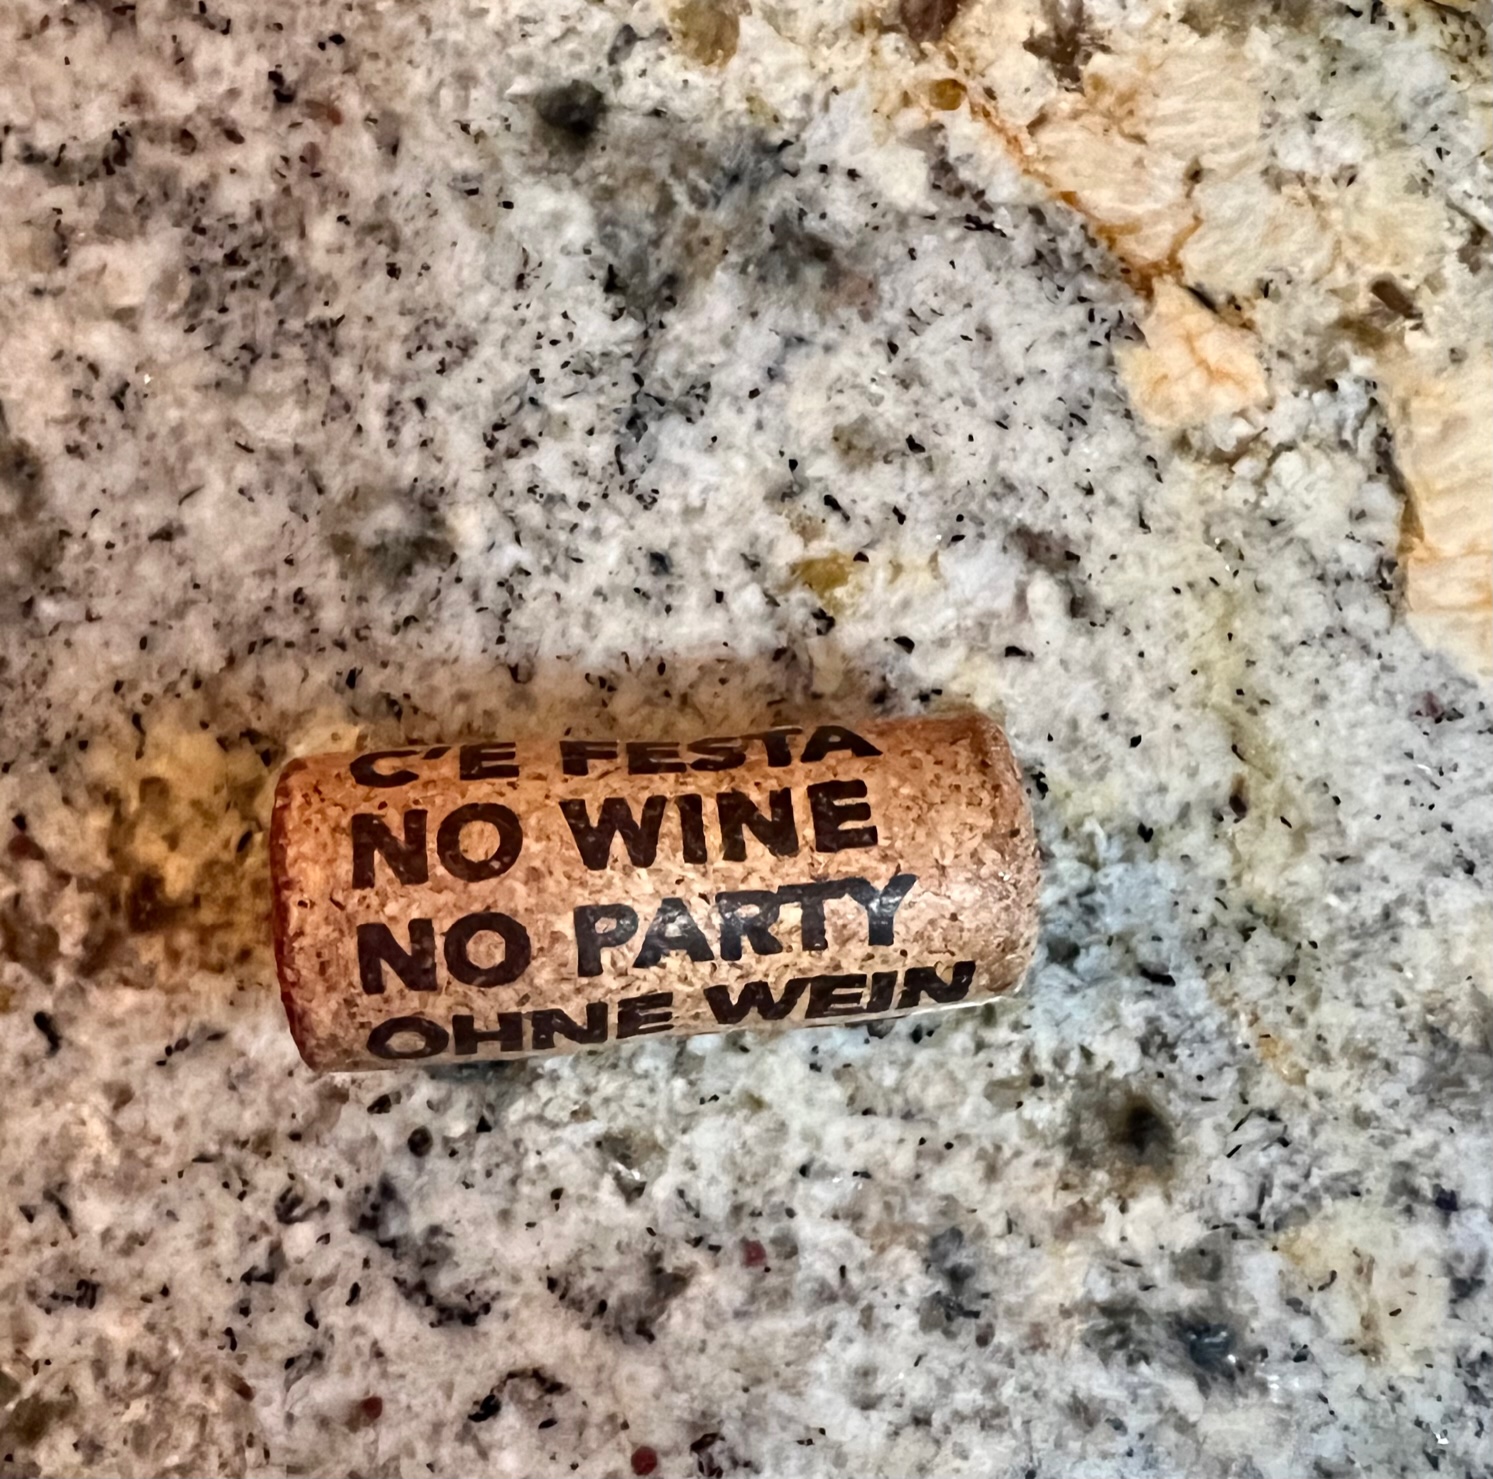 C'E FESTA
NO WINE
NO PARTY
OHNE WEIN